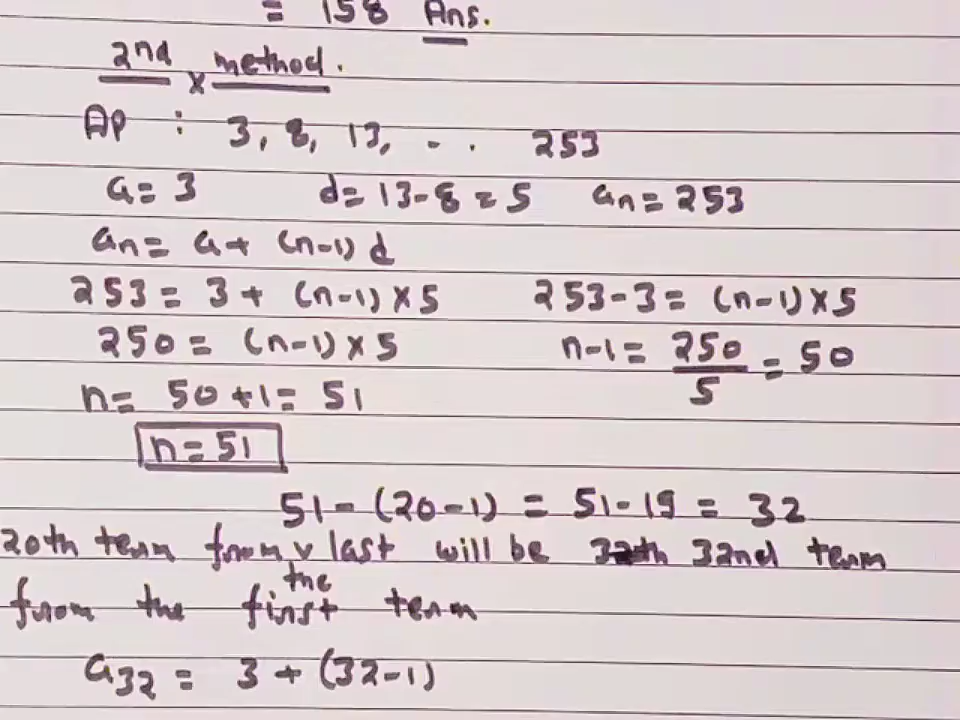 = 158 Ans.
2nd x method.
AP : 3, 8, 13, - . . 253
a = 3 d = 13-8 = 5 an = 253
an = a + (n-1) d
253 = 3 + (n-1) x 5 253-3 = (n-1) x 5
250 = (n-1) x 5 n-1 = 250/5 = 50
n = 50 + 1 = 51
n = 51
51 - (20-1) = 51 - 19 = 32
20th term from v last will be 32th 32nd term
the
from the first term
a32 = 3 + (32-1)